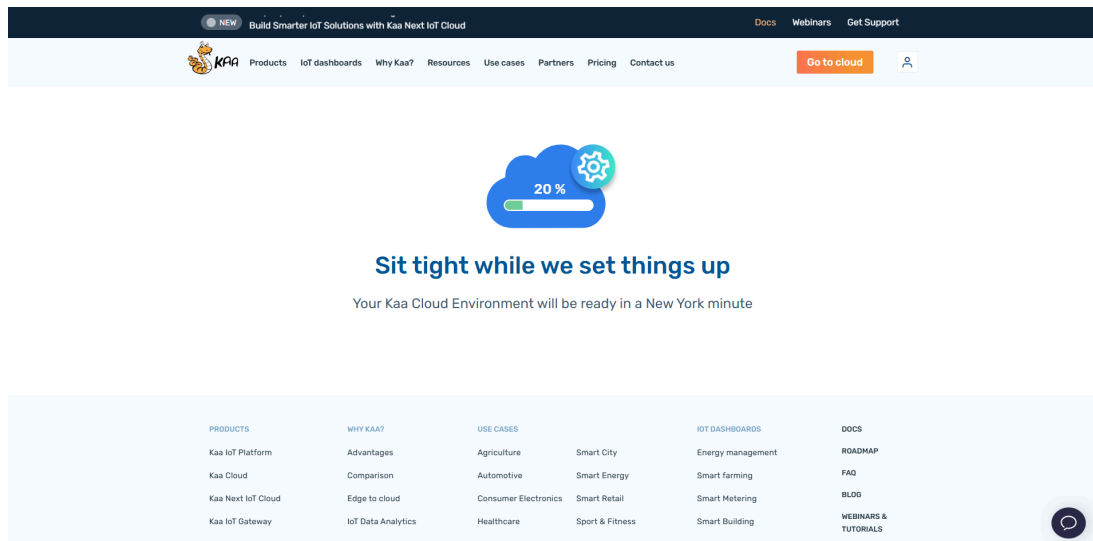 NEW
Build Smarter IoT Solutions with Kaa Next IoT Cloud
Docs Webinars Get Support
KAA Products IoT dashboards Why Kaa? Resources Use cases Partners Pricing Contact us Go to cloud
20 %
Sit tight while we set things up
Your Kaa Cloud Environment will be ready in a New York minute
PRODUCTS
Kaa IoT Platform
Kaa Cloud
Kaa Next IoT Cloud
Kaa IoT Gateway
WHY KAA?
Advantages
Comparison
Edge to cloud
IoT Data Analytics
USE CASES
Agriculture
Automotive
Consumer Electronics
Healthcare
Smart City
Smart Energy
Smart Retail
Sport & Fitness
IOT DASHBOARDS
Energy management
Smart farming
Smart Metering
Smart Building
DOCS
ROADMAP
FAQ
BLOG
WEBINARS &
TUTORIALS